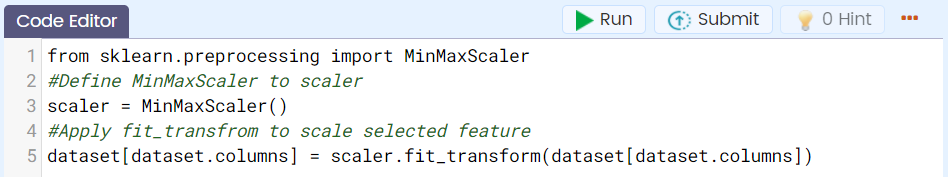 Code Editor
Run
Submit
0 Hint
1 from sklearn.preprocessing import MinMaxScaler
2 #Define MinMaxScaler to scaler
3 scaler = MinMaxScaler()
4 #Apply fit_transfrom to scale selected feature
5 dataset[dataset.columns] = scaler.fit_transform(dataset[dataset.columns])